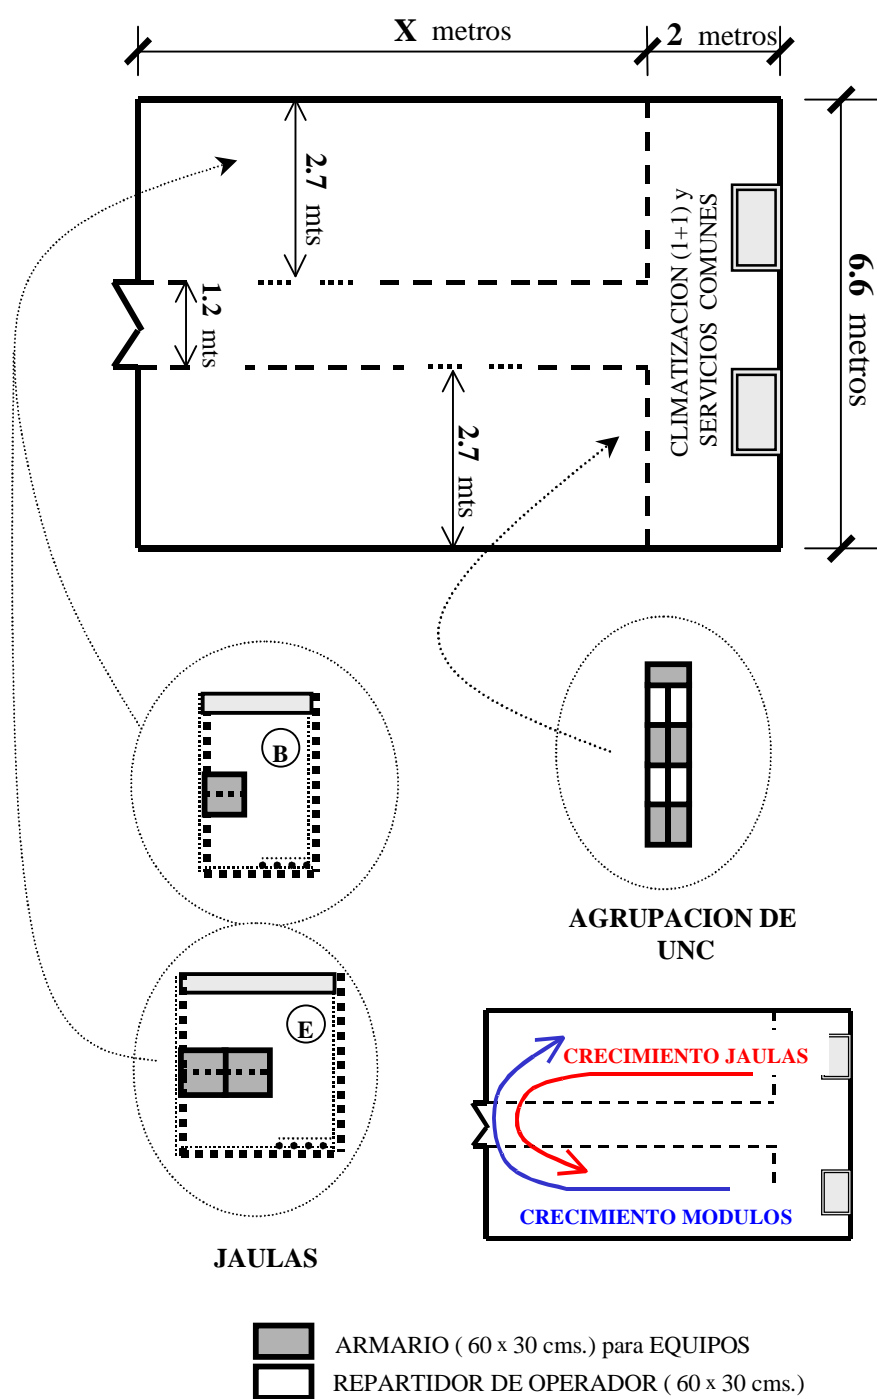 X metros
2 metros
2.7 mts
1.2 mts
2.7 mts
CLIMATIZACION (1+1) y
SERVICIOS COMUNES
6.6 metros
B
AGRUPACION DE
UNC
E
JAULAS
CRECIMIENTO JAULAS
CRECIMIENTO MODULOS
ARMARIO ( 60 x 30 cms.) para EQUIPOS
REPARTIDOR DE OPERADOR ( 60 x 30 cms.)